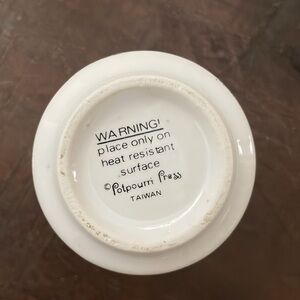 WARNING!
place only on
heat resistant
surface
©Potpourri Press
TAIWAN